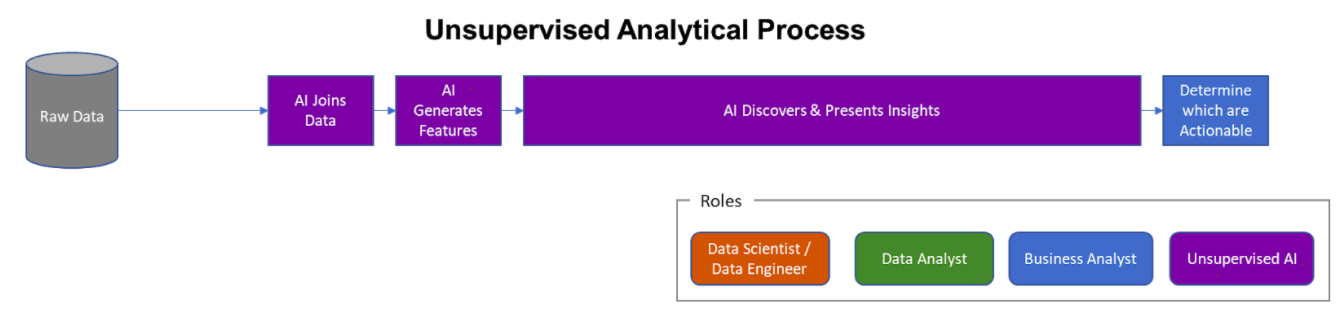 Unsupervised Analytical Process
Raw Data
AI Joins
Data
AI
Generates
Features
AI Discovers & Presents Insights
Determine
which are
Actionable
Roles
Data Scientist /
Data Engineer
Data Analyst
Business Analyst
Unsupervised AI